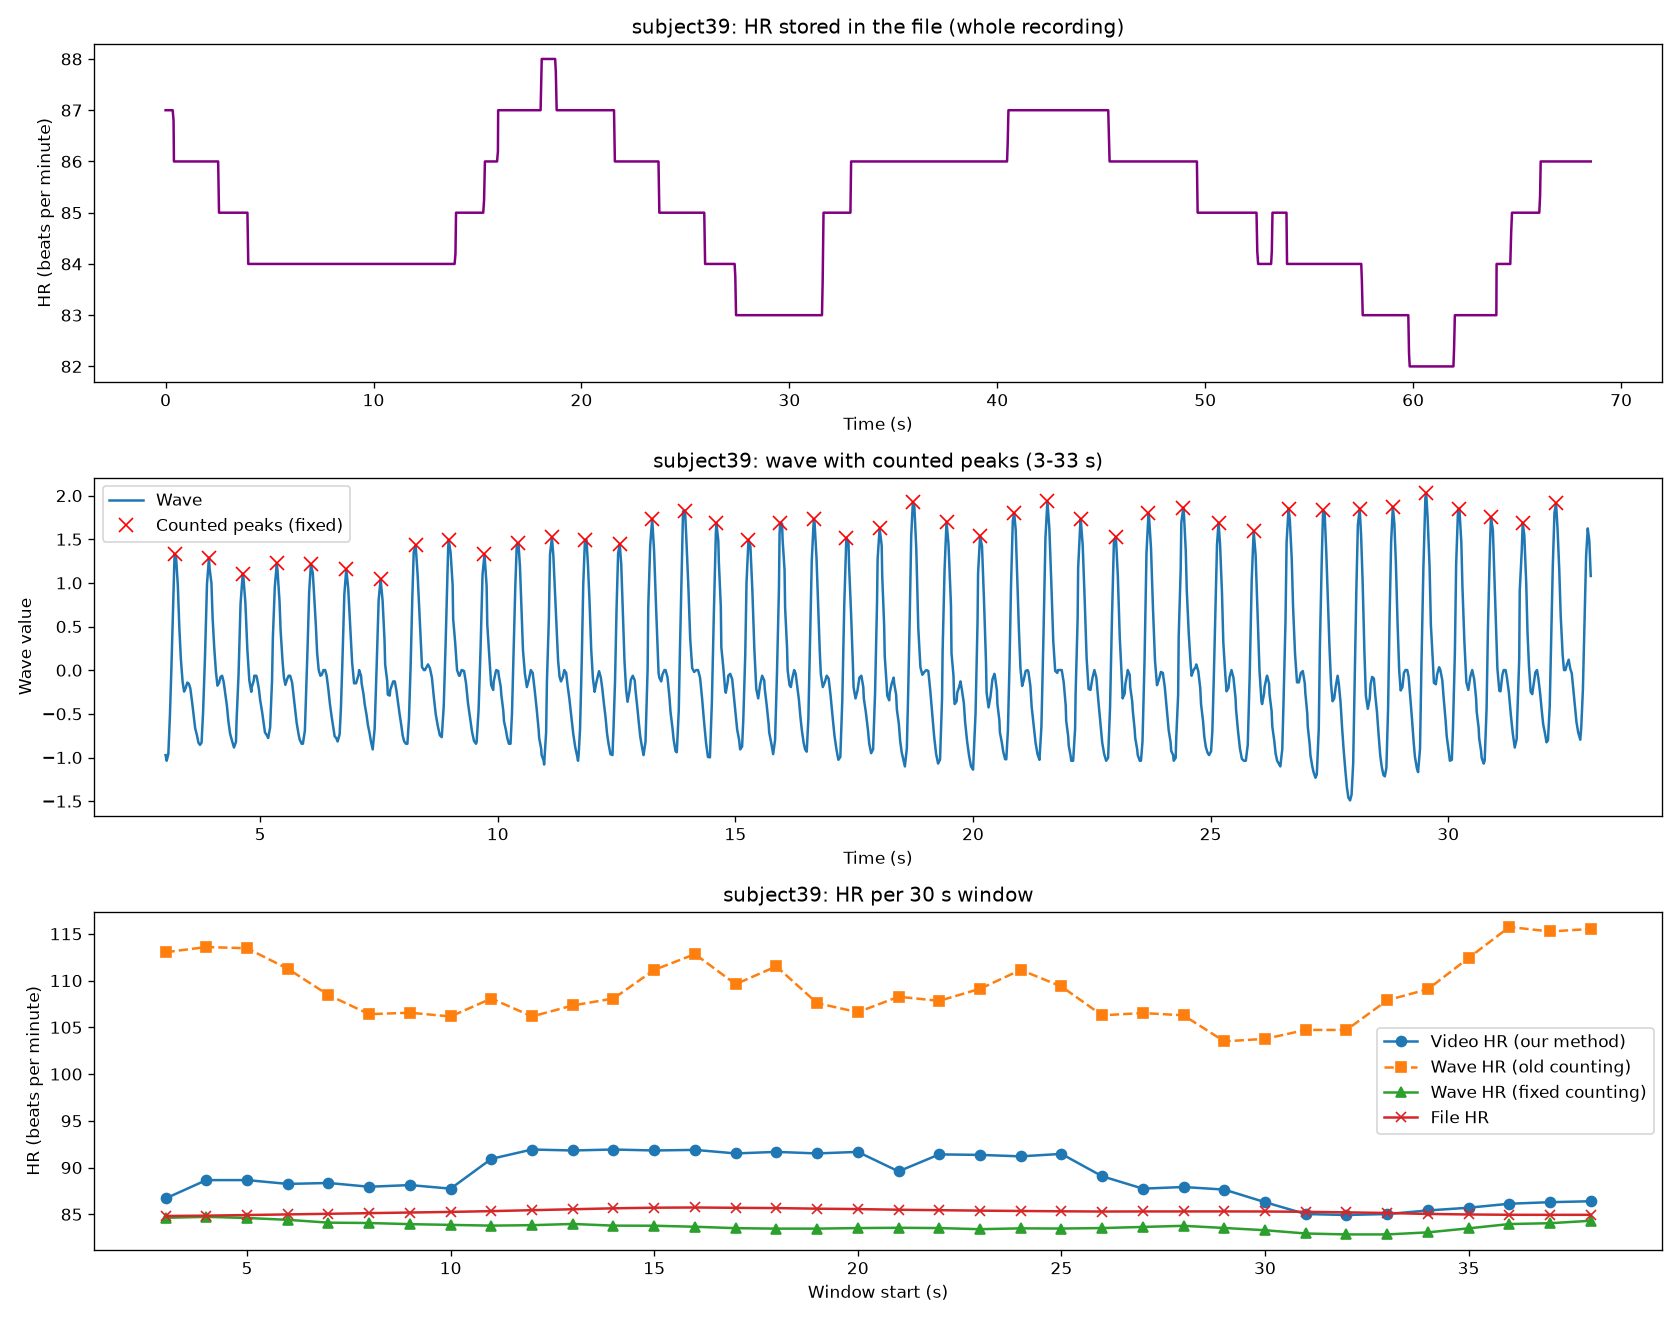 subject39: HR stored in the file (whole recording)
HR (beats per minute)
88
87
86
85
84
83
82
0 10 20 30 40 50 60 70
Time (s)
subject39: wave with counted peaks (3-33 s)
Wave value
Wave
Counted peaks (fixed)
2.0
1.5
1.0
0.5
0.0
−0.5
−1.0
−1.5
5 10 15 20 25 30
Time (s)
subject39: HR per 30 s window
HR (beats per minute)
115
110
105
100
95
90
85
Video HR (our method)
Wave HR (old counting)
Wave HR (fixed counting)
File HR
5 10 15 20 25 30 35
Window start (s)